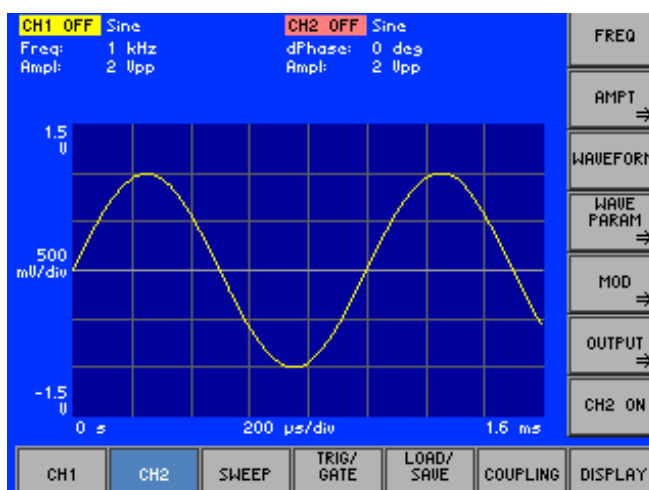 CH1 OFF Sine CH2 OFF Sine
Freq: 1 kHz dPhase: 0 deg
Ampl: 2 Vpp Ampl: 2 Vpp
1.5
V
500
mV/div
-1.5
V
0 s 200 µs/div 1.6 ms
FREQ
AMPT
WAVEFORM
WAVE
PARAM
MOD
OUTPUT
CH2 ON
CH1 CH2 SWEEP TRIG/
GATE LOAD/
SAVE COUPLING DISPLAY